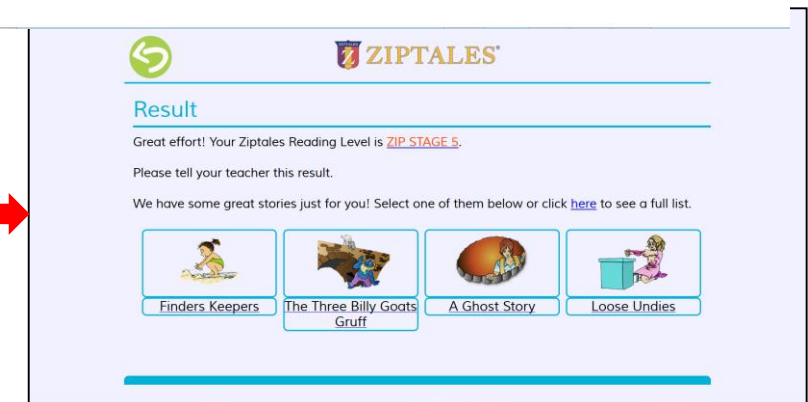 ZIPTALES
Result
Great effort! Your Ziptales Reading Level is ZIP STAGE 5.
Please tell your teacher this result.
We have some great stories just for you! Select one of them below or click here to see a full list.
Finders Keepers
The Three Billy Goats
Gruff
A Ghost Story
Loose Undies